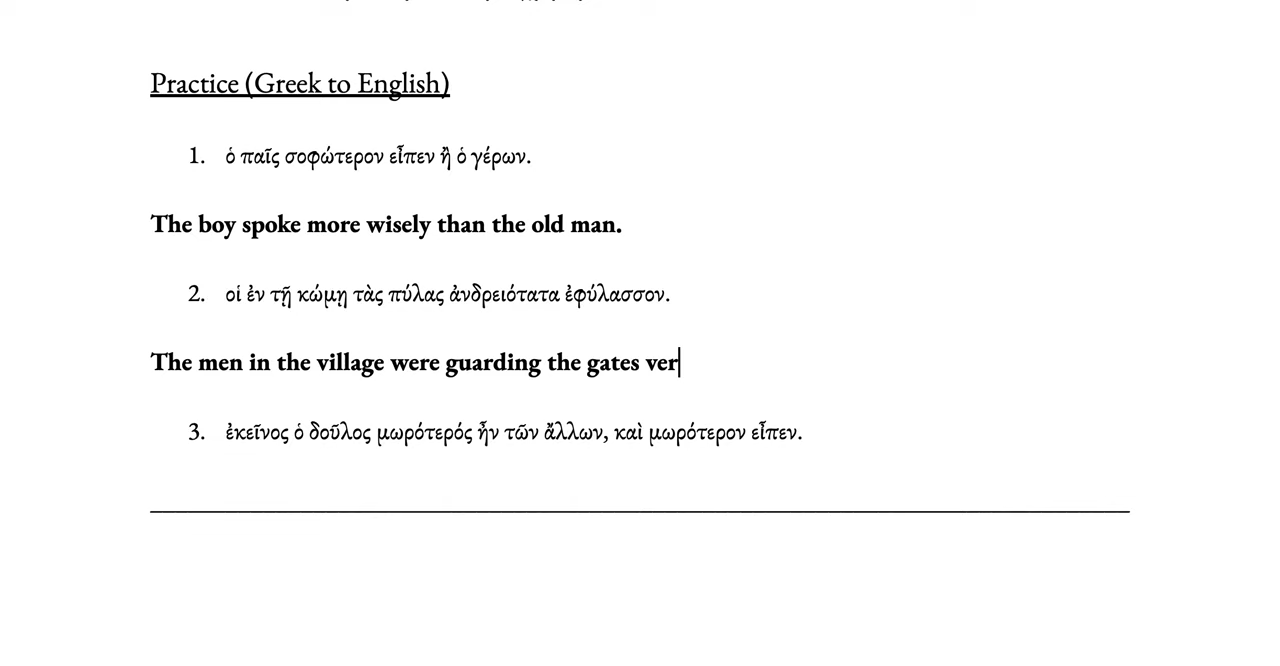 Practice (Greek to English)
1. ὁ παῖς σοφώτερον εἶπεν ἢ ὁ γέρων.
The boy spoke more wisely than the old man.
2. οἱ ἐν τῇ κώμῃ τὰς πύλας ἀνδρειότατα ἐφύλασσον.
The men in the village were guarding the gates ver
3. ἐκεῖνος ὁ δοῦλος μωρότερός ἦν τῶν ἄλλων, καὶ μωρότερον εἶπεν.